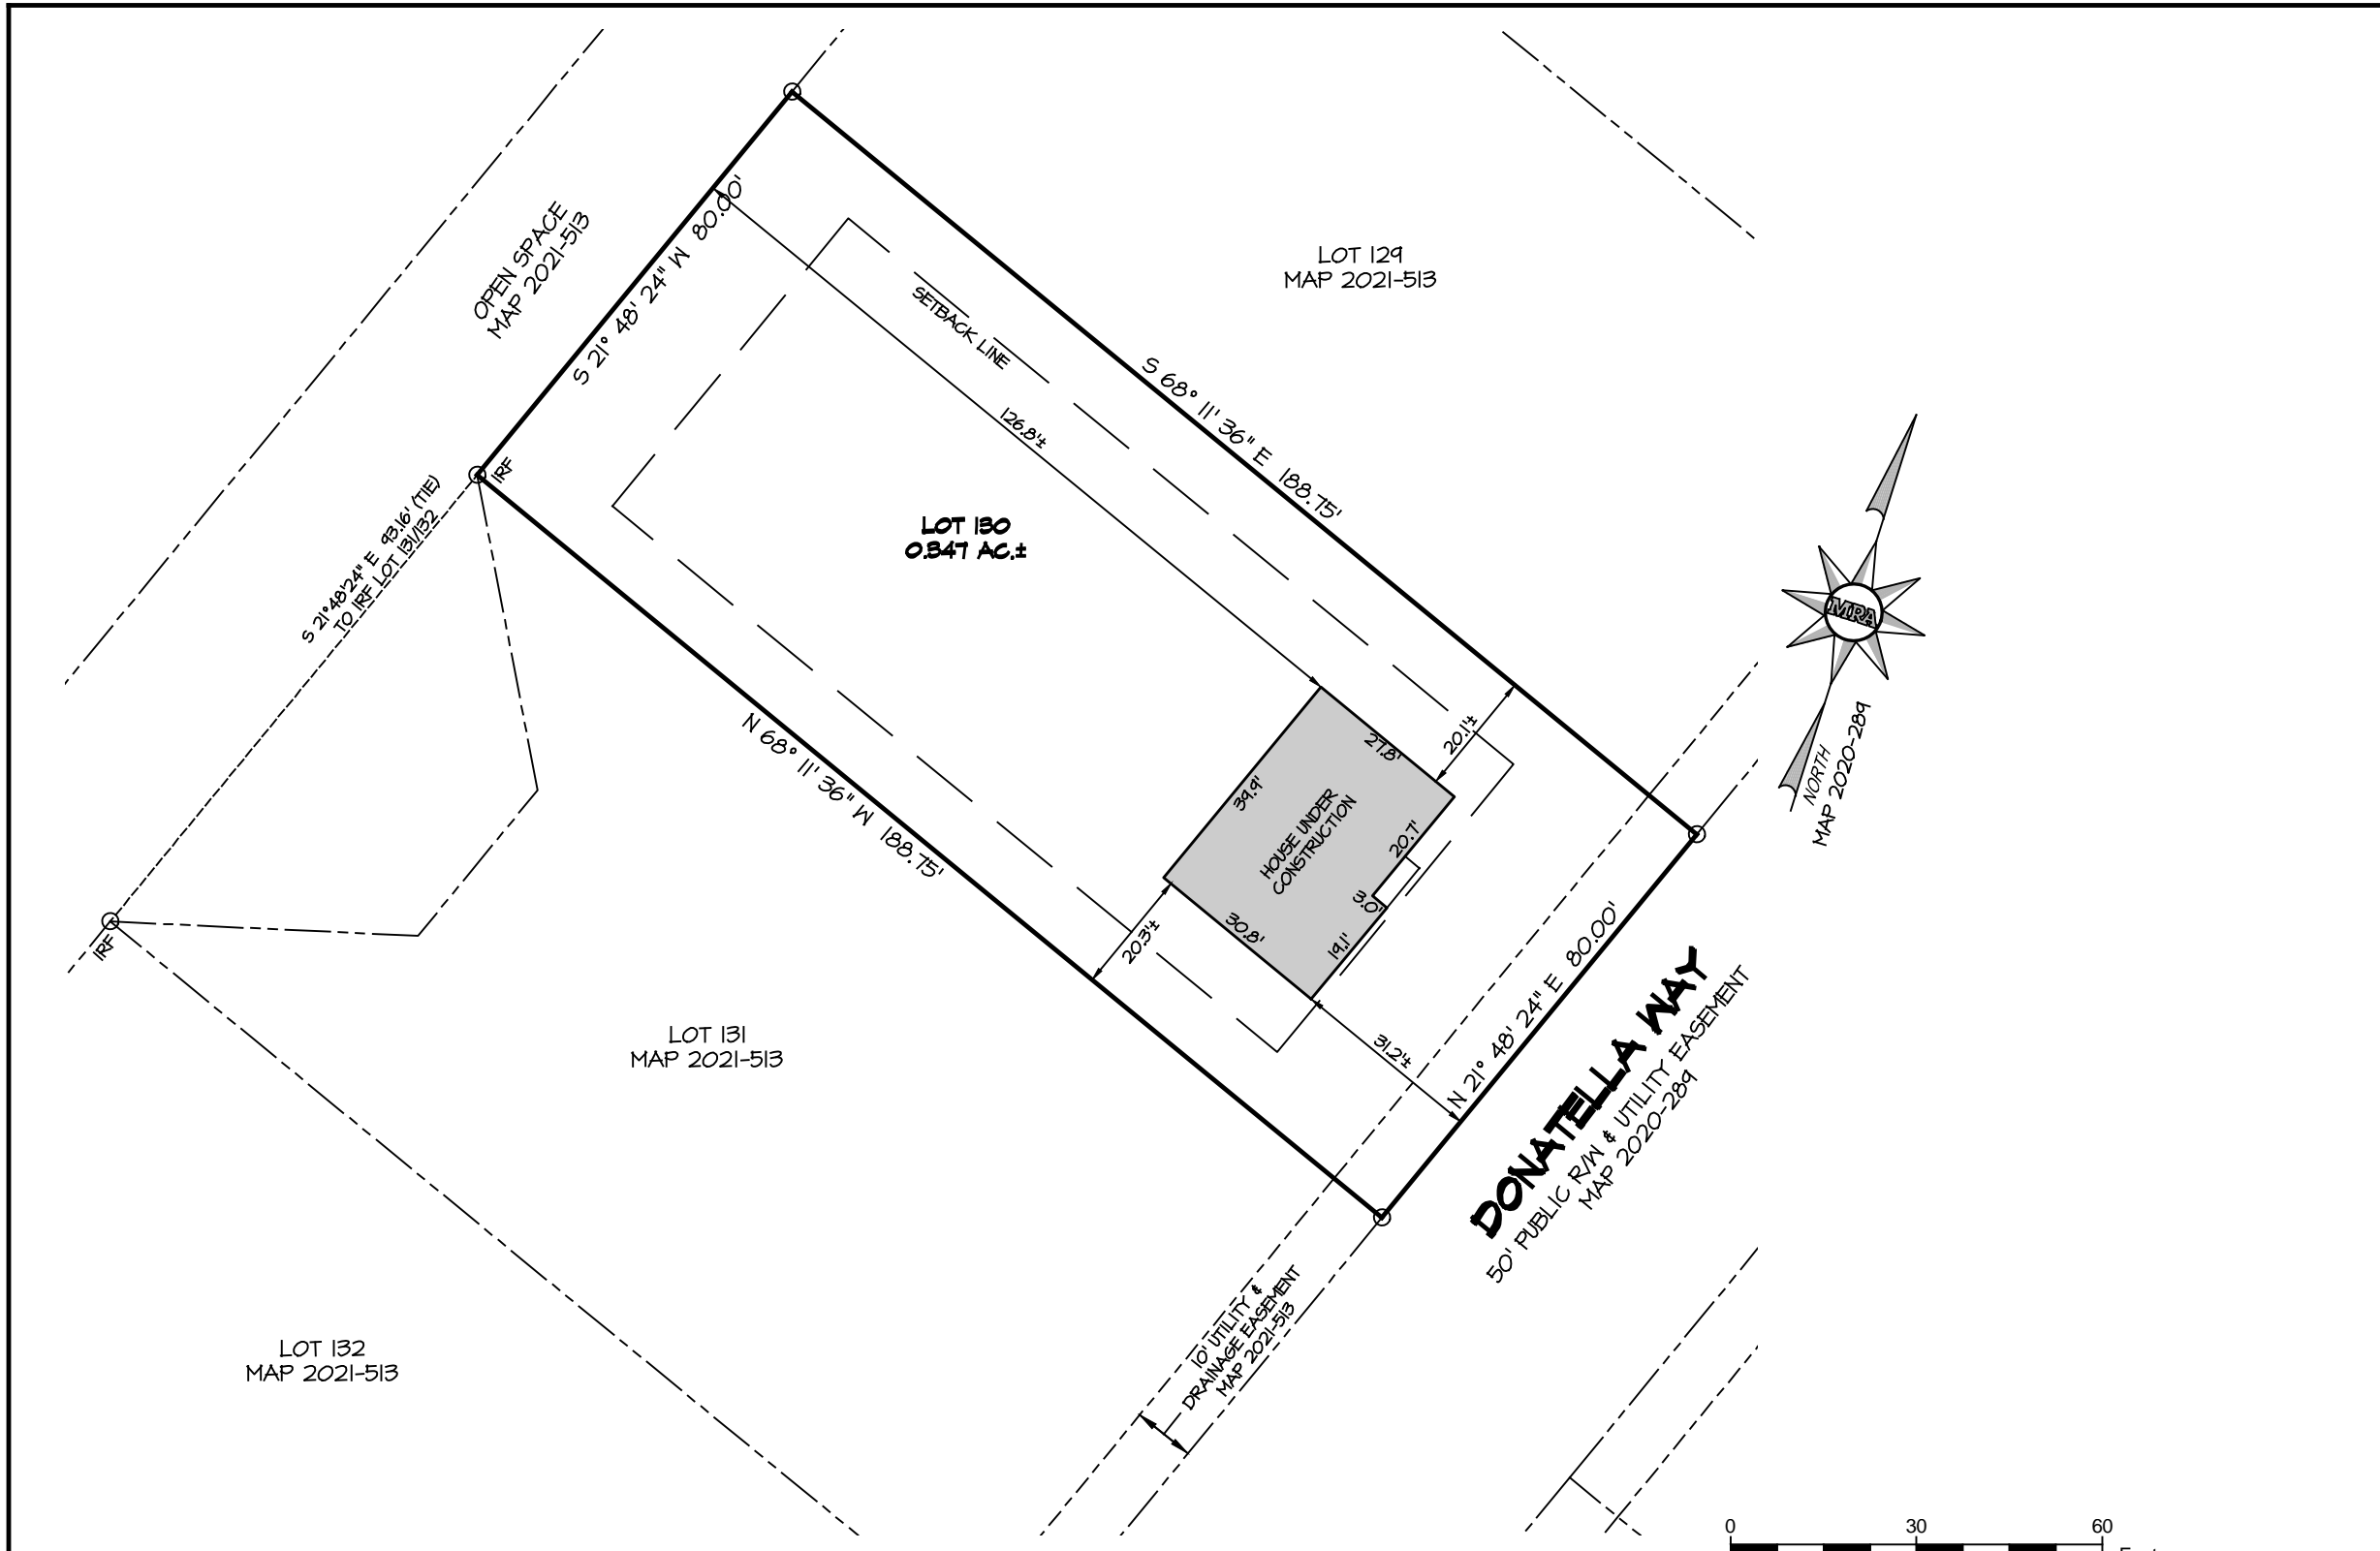 OPEN SPACE
MAP 2021-513
S 21° 48' 24" W 80.00'
SETBACK LINE
LOT 129
MAP 2021-513
S 68° 11' 36" E 188.75'
126.8'±
IRF
S 21°48'24" E 93.16' (TIE)
TO IRF LOT 131/132
LOT 130
0.347 AC.±
MRA
NORTH
MAP 2020-289
N 68° 11' 36" W 188.75'
27.8'
20.1'±
39.9'
HOUSE UNDER
CONSTRUCTION
20.7'
3.0'
19.1'
30.8'
20.3'±
31.2'±
IRF
N 21° 48' 24" E 80.00'
DONATELLA WAY
50' PUBLIC R/W & UTILITY EASEMENT
MAP 2020-289
LOT 131
MAP 2021-513
10' UTILITY &
DRAINAGE EASEMENT
MAP 2021-513
LOT 132
MAP 2021-513
0 30 60